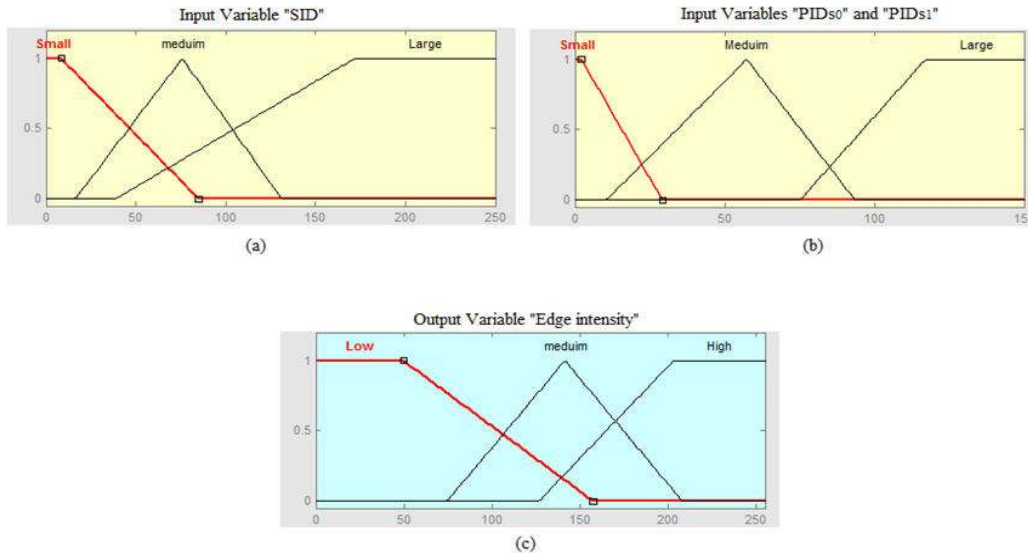 Input Variable "SID"
Small meduim Large
1
0.5
0
0 50 100 150 200 250
(a)
Input Variables "PIDs0" and "PIDs1"
Small Meduim Large
1
0.5
0
0 50 100 150
(b)
Output Variable "Edge intensity"
Low meduim High
1
0.5
0
0 50 100 150 200 250
(c)